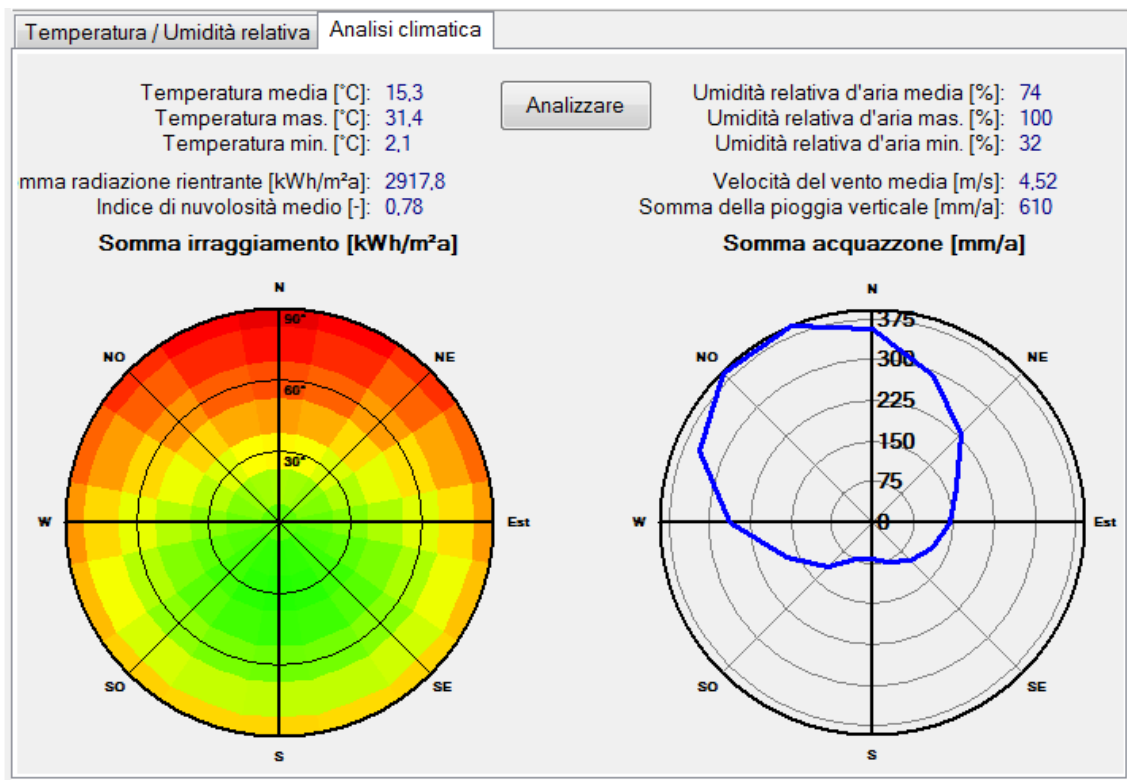 Temperatura / Umidità relativa
Analisi climatica
Temperatura media [°C]: 15,3
Temperatura mas. [°C]: 31,4
Temperatura min. [°C]: 2,1
mma radiazione rientrante [kWh/m²a]: 2917,8
Indice di nuvolosità medio [-]: 0,78
Analizzare
Umidità relativa d'aria media [%]: 74
Umidità relativa d'aria mas. [%]: 100
Umidità relativa d'aria min. [%]: 32
Velocità del vento media [m/s]: 4,52
Somma della pioggia verticale [mm/a]: 610
Somma irraggiamento [kWh/m²a]
N
90°
NO
NE
60°
30°
W
Est
SO
SE
S
Somma acquazzone [mm/a]
N
375
NO
300
NE
225
150
75
W
0
Est
SO
SE
S